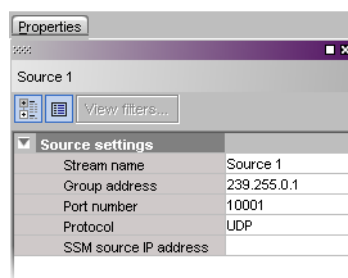 Properties
Source 1
View filters...
Source settings
Stream name Source 1
Group address 239.255.0.1
Port number 10001
Protocol UDP
SSM source IP address